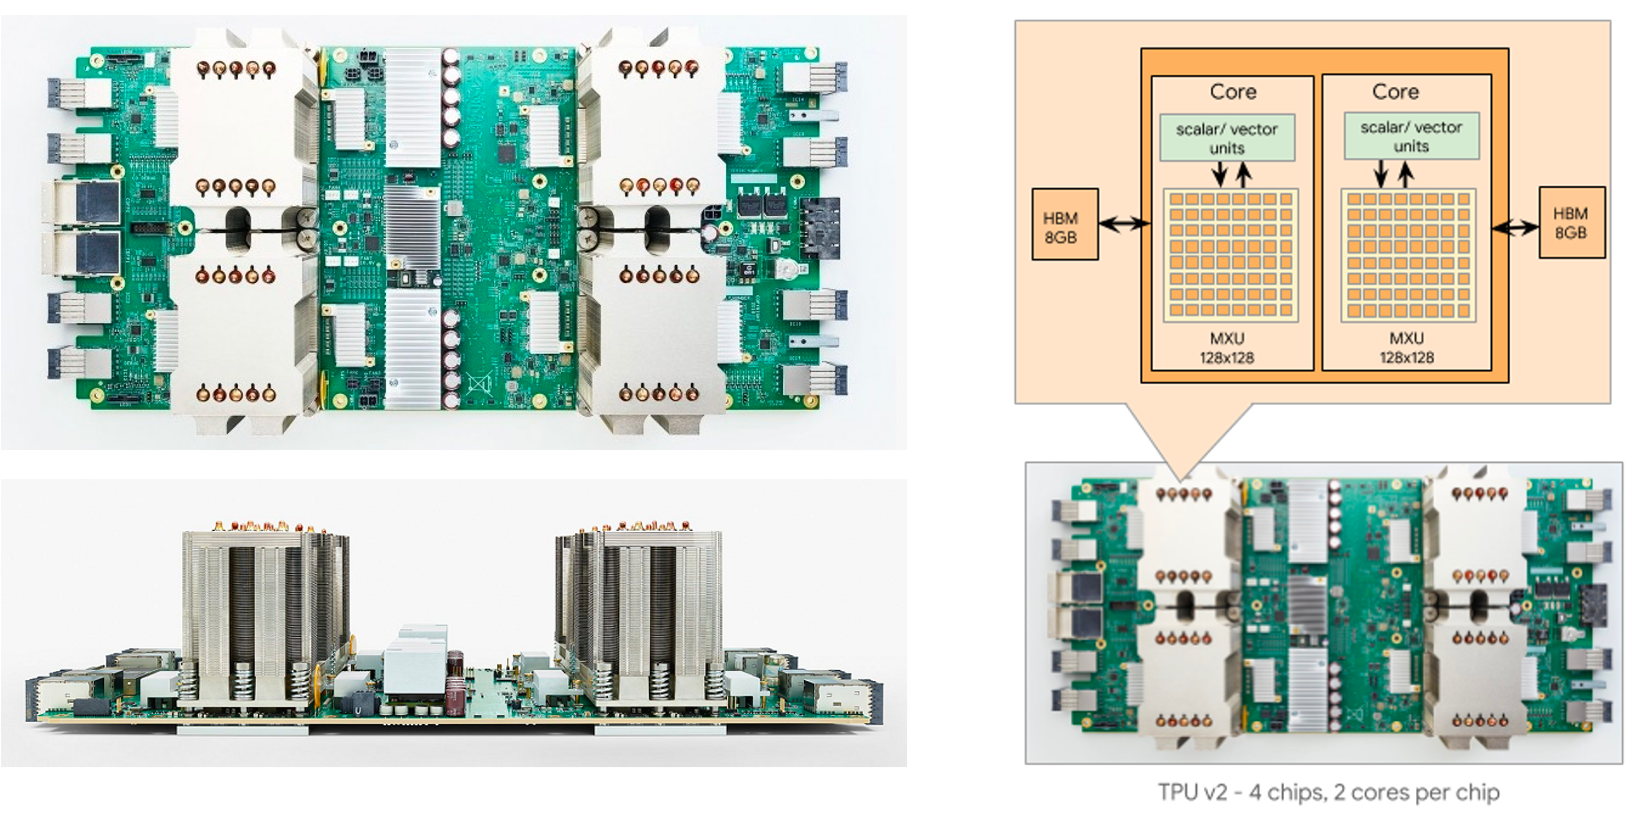 Core
Core
scalar/ vector
units
scalar/ vector
units
HBM
8GB
HBM
8GB
MXU
128x128
MXU
128x128
TPU v2 - 4 chips, 2 cores per chip